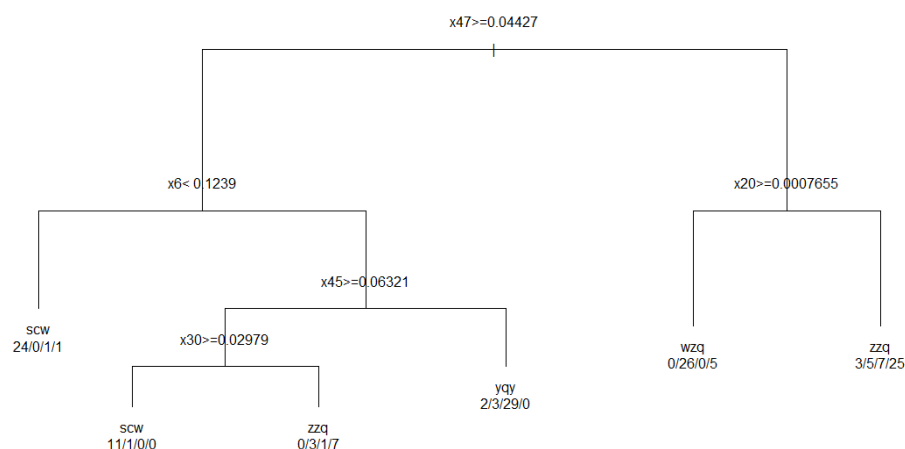 x47>=0.04427
x6< 0.1239
x20>=0.0007655
x45>=0.06321
scw
24/0/1/1
x30>=0.02979
wzq
0/26/0/5
zzq
3/5/7/25
yqy
2/3/29/0
scw
11/1/0/0
zzq
0/3/1/7